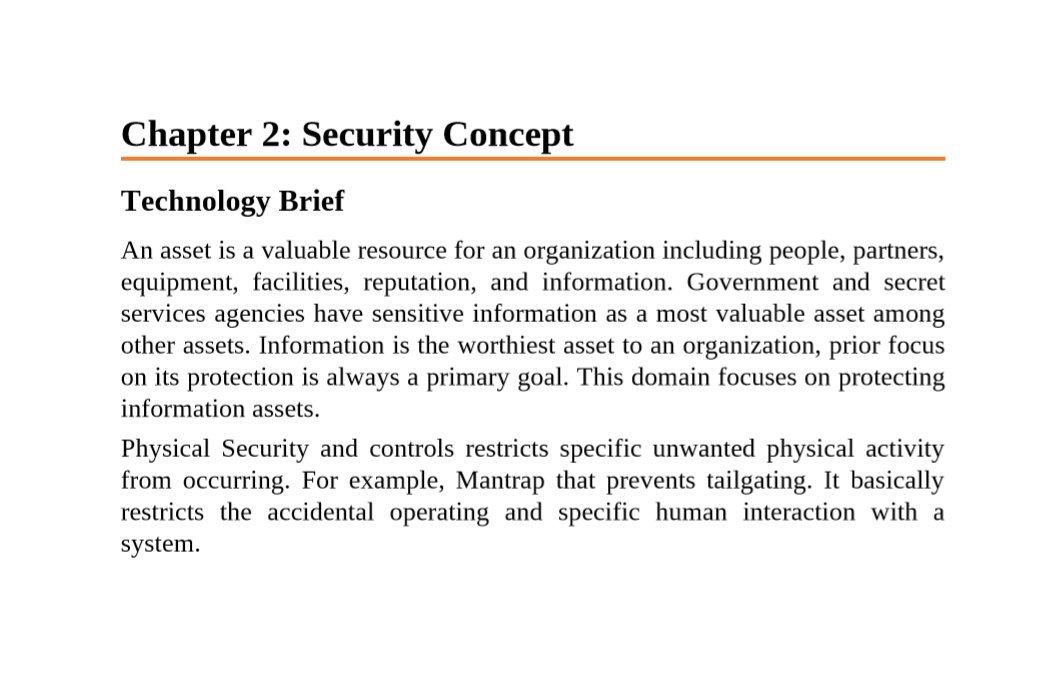 Chapter 2: Security Concept
Technology Brief
An asset is a valuable resource for an organization including people, partners,
equipment, facilities, reputation, and information. Government and secret
services agencies have sensitive information as a most valuable asset among
other assets. Information is the worthiest asset to an organization, prior focus
on its protection is always a primary goal. This domain focuses on protecting
information assets.
Physical Security and controls restricts specific unwanted physical activity
from occurring. For example, Mantrap that prevents tailgating. It basically
restricts the accidental operating and specific human interaction with a
system.